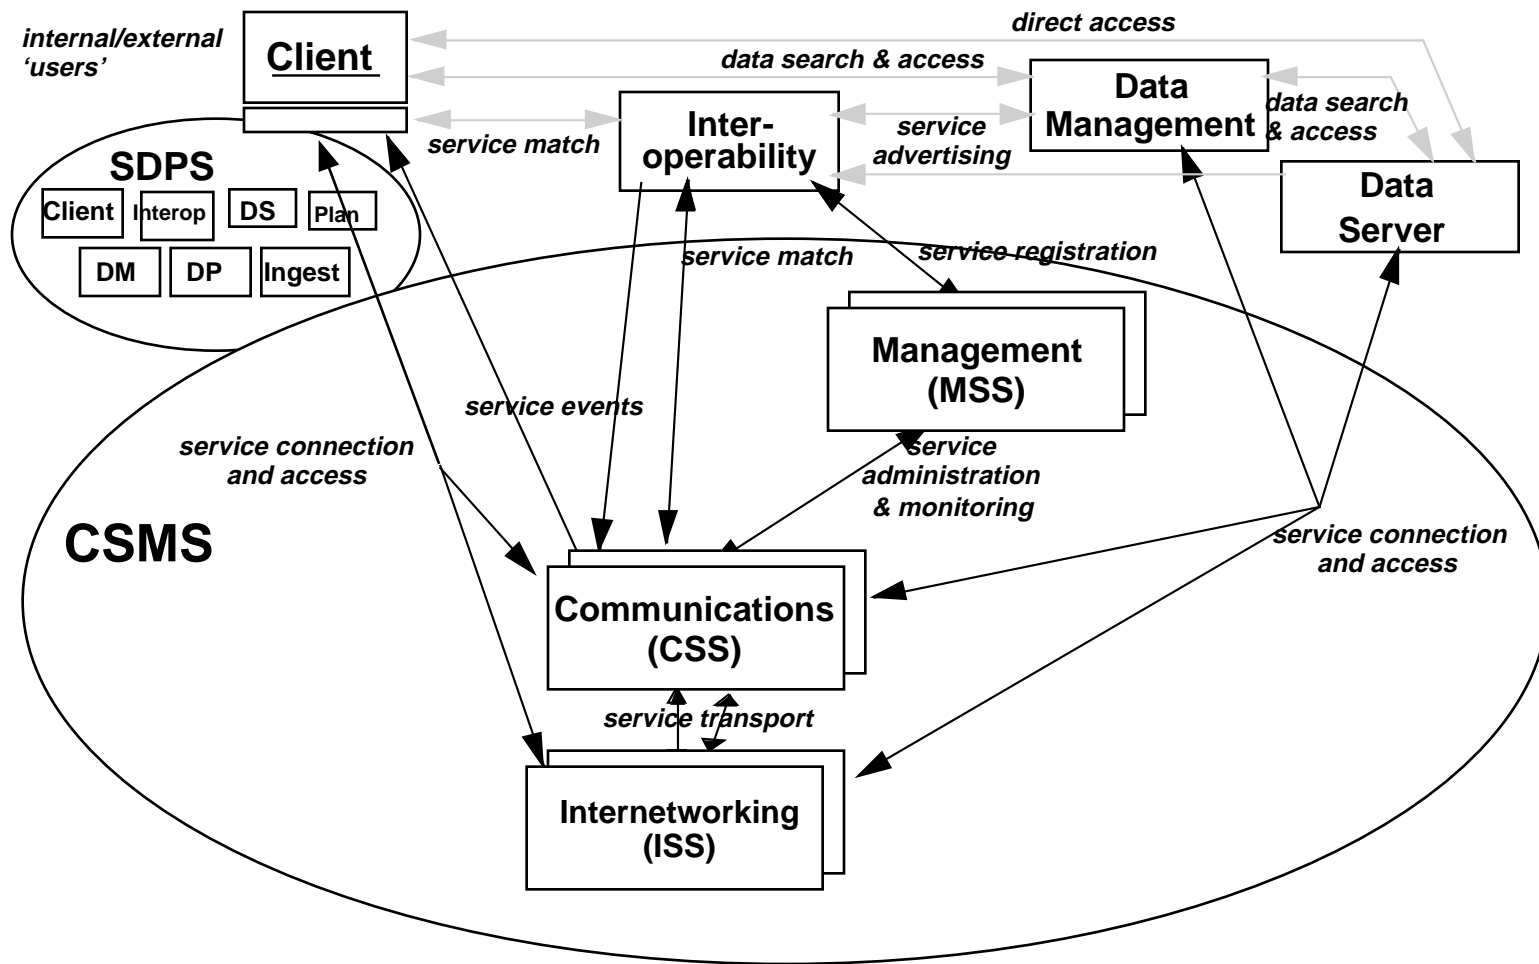 internal/external
‘users’
Client
direct access
data search & access
Data
Management
data search
& access
service match
Inter-
operability
service
advertising
Data
Server
SDPS
Client
Interop
DS
Plan
DM
DP
Ingest
service match
service registration
Management
(MSS)
service events
service connection
and access
service
administration
& monitoring
CSMS
service connection
and access
Communications
(CSS)
service transport
Internetworking
(ISS)